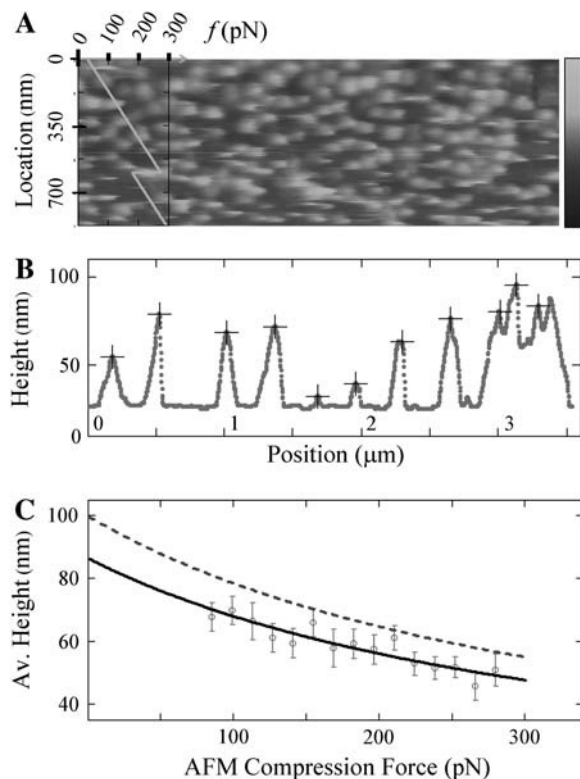 A
0 100 200 300 f (pN)
Location (nm)
0
350
700
B
Height (nm)
100
50
0
0 1 2 3
Position (μm)
C
Av. Height (nm)
100
80
60
40
100 200 300
AFM Compression Force (pN)